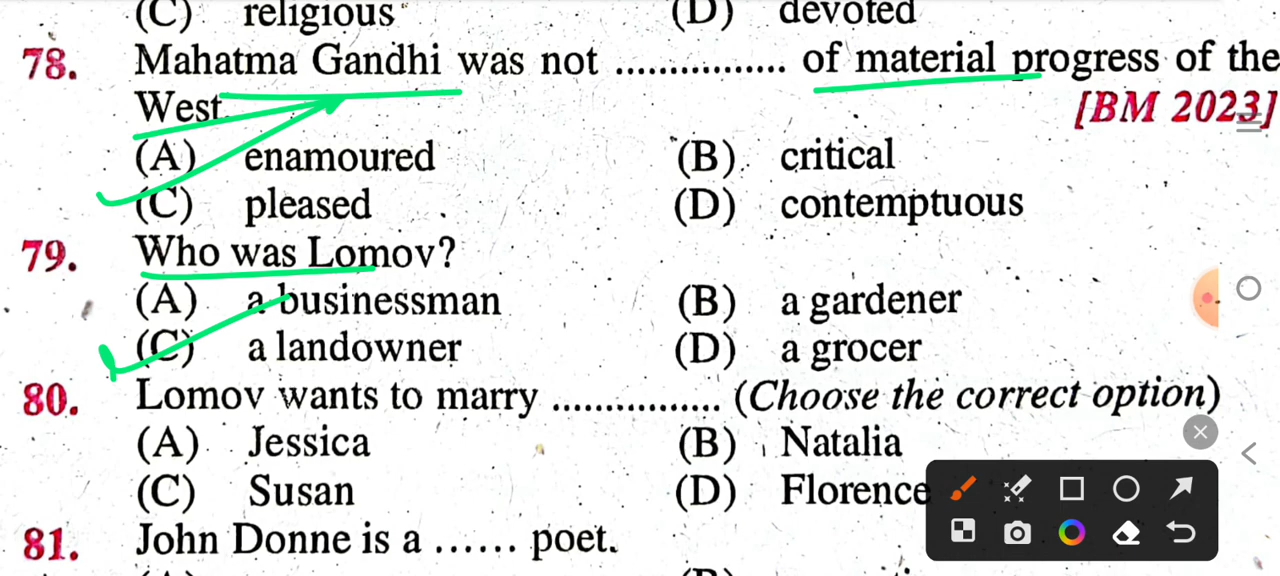 (C) religious (D) devoted
78. Mahatma Gandhi was not ................ of material progress of the
West [BM 2023]
(A) enamoured (B) critical
(C) pleased (D) contemptuous
79. Who was Lomov?
(A) a businessman (B) a gardener
(C) a landowner (D) a grocer
80. Lomov wants to marry ................ (Choose the correct option)
(A) Jessica (B) Natalia
(C) Susan (D) Florence
81. John Donne is a ...... poet.